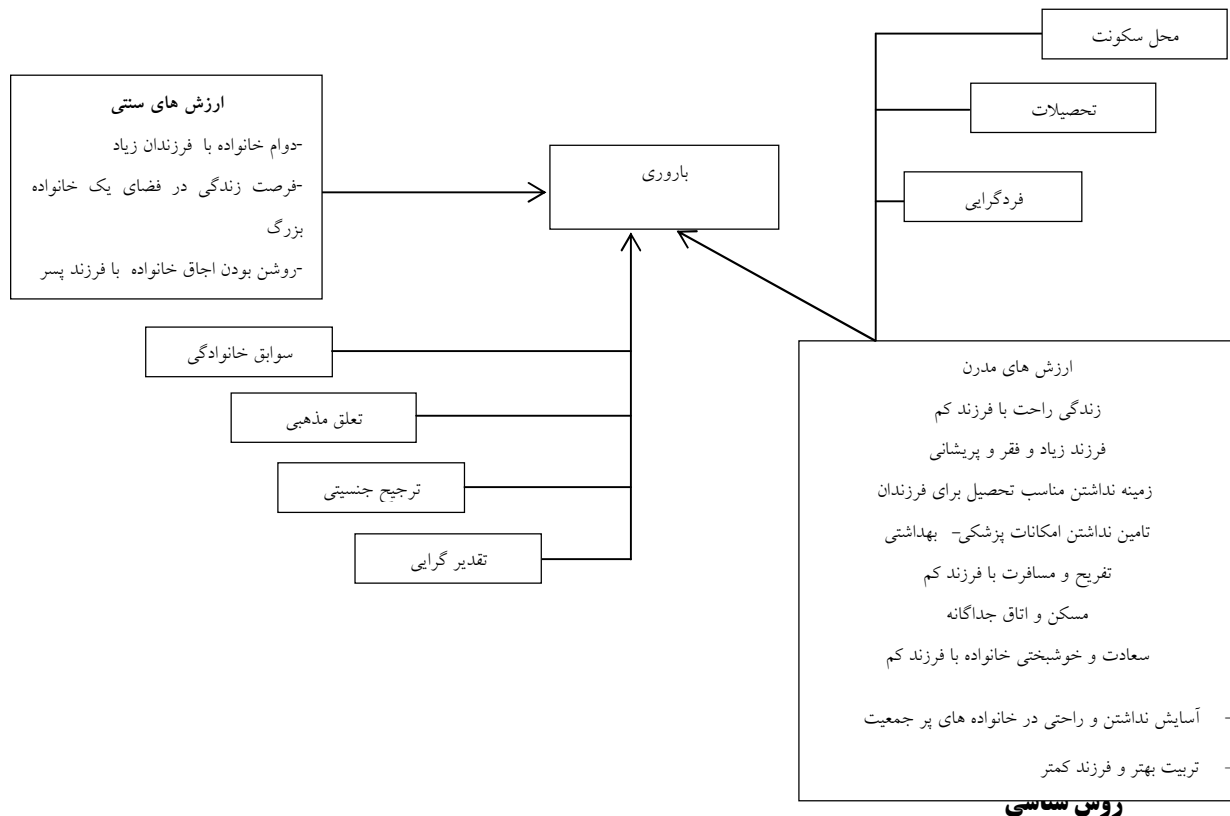 محل سکونت
تحصیلات
فردگرایی
ارزش های سنتی
-دوام خانواده با فرزندان زیاد
-فرصت زندگی در فضای یک خانواده
بزرگ
-روشن بودن اجاق خانواده با فرزند پسر
باروری
سوابق خانوادگی
تعلق مذهبی
ترجیح جنسیتی
تقدیر گرایی
ارزش های مدرن
زندگی راحت با فرزند کم
فرزند زیاد و فقر و پریشانی
زمینه نداشتن مناسب تحصیل برای فرزندان
تامین نداشتن امکانات پزشکی- بهداشتی
تفریح و مسافرت با فرزند کم
مسکن و اتاق جداگانه
سعادت و خوشبختی خانواده با فرزند کم
- آسایش نداشتن و راحتی در خانواده های پر جمعیت
- تربیت بهتر و فرزند کمتر
روش شناسی